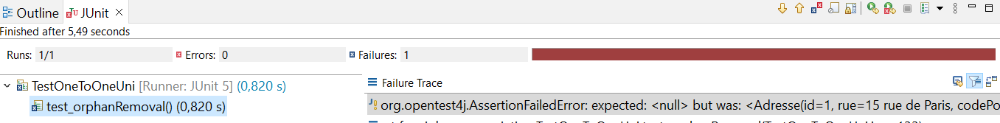 Outline JUnit
Finished after 5,49 seconds
Runs: 1/1 Errors: 0 Failures: 1
TestOneToOneUni [Runner: JUnit 5] (0,820 s)
test_orphanRemoval() (0,820 s)
Failure Trace
org.opentest4j.AssertionFailedError: expected: <null> but was: <Adresse(id=1, rue=15 rue de Paris, codePo